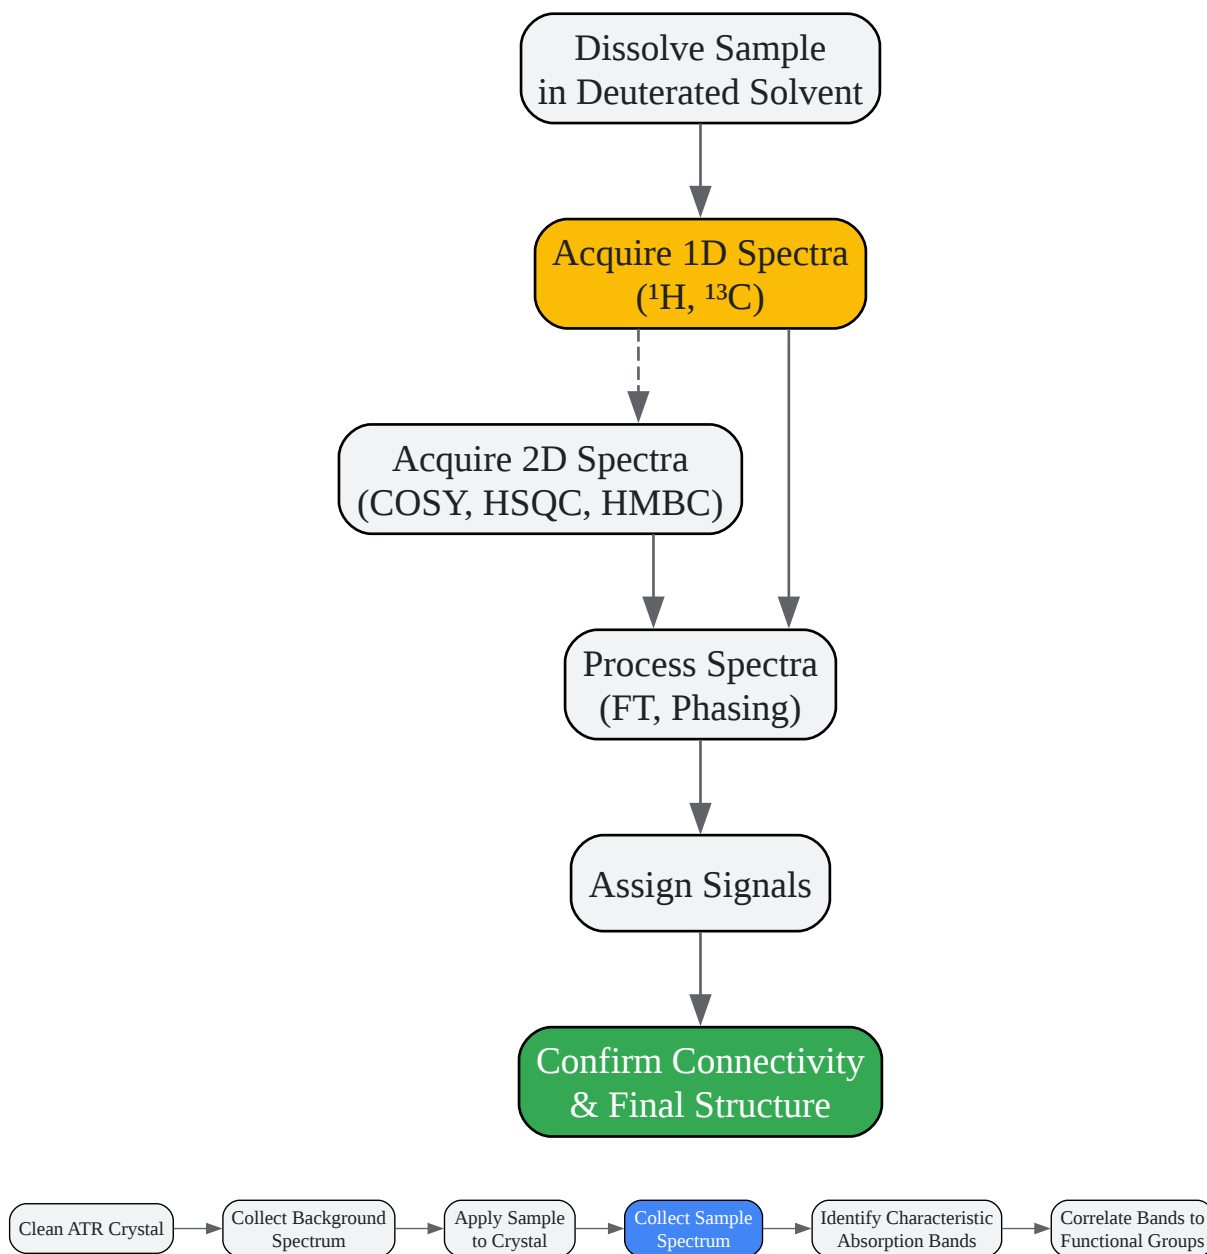 Dissolve Sample
in Deuterated Solvent
Acquire 1D Spectra
(¹H, ¹³C)
Acquire 2D Spectra
(COSY, HSQC, HMBC)
Process Spectra
(FT, Phasing)
Assign Signals
Confirm Connectivity
& Final Structure
Clean ATR Crystal
Collect Background
Spectrum
Apply Sample
to Crystal
Collect Sample
Spectrum
Identify Characteristic
Absorption Bands
Correlate Bands to
Functional Groups